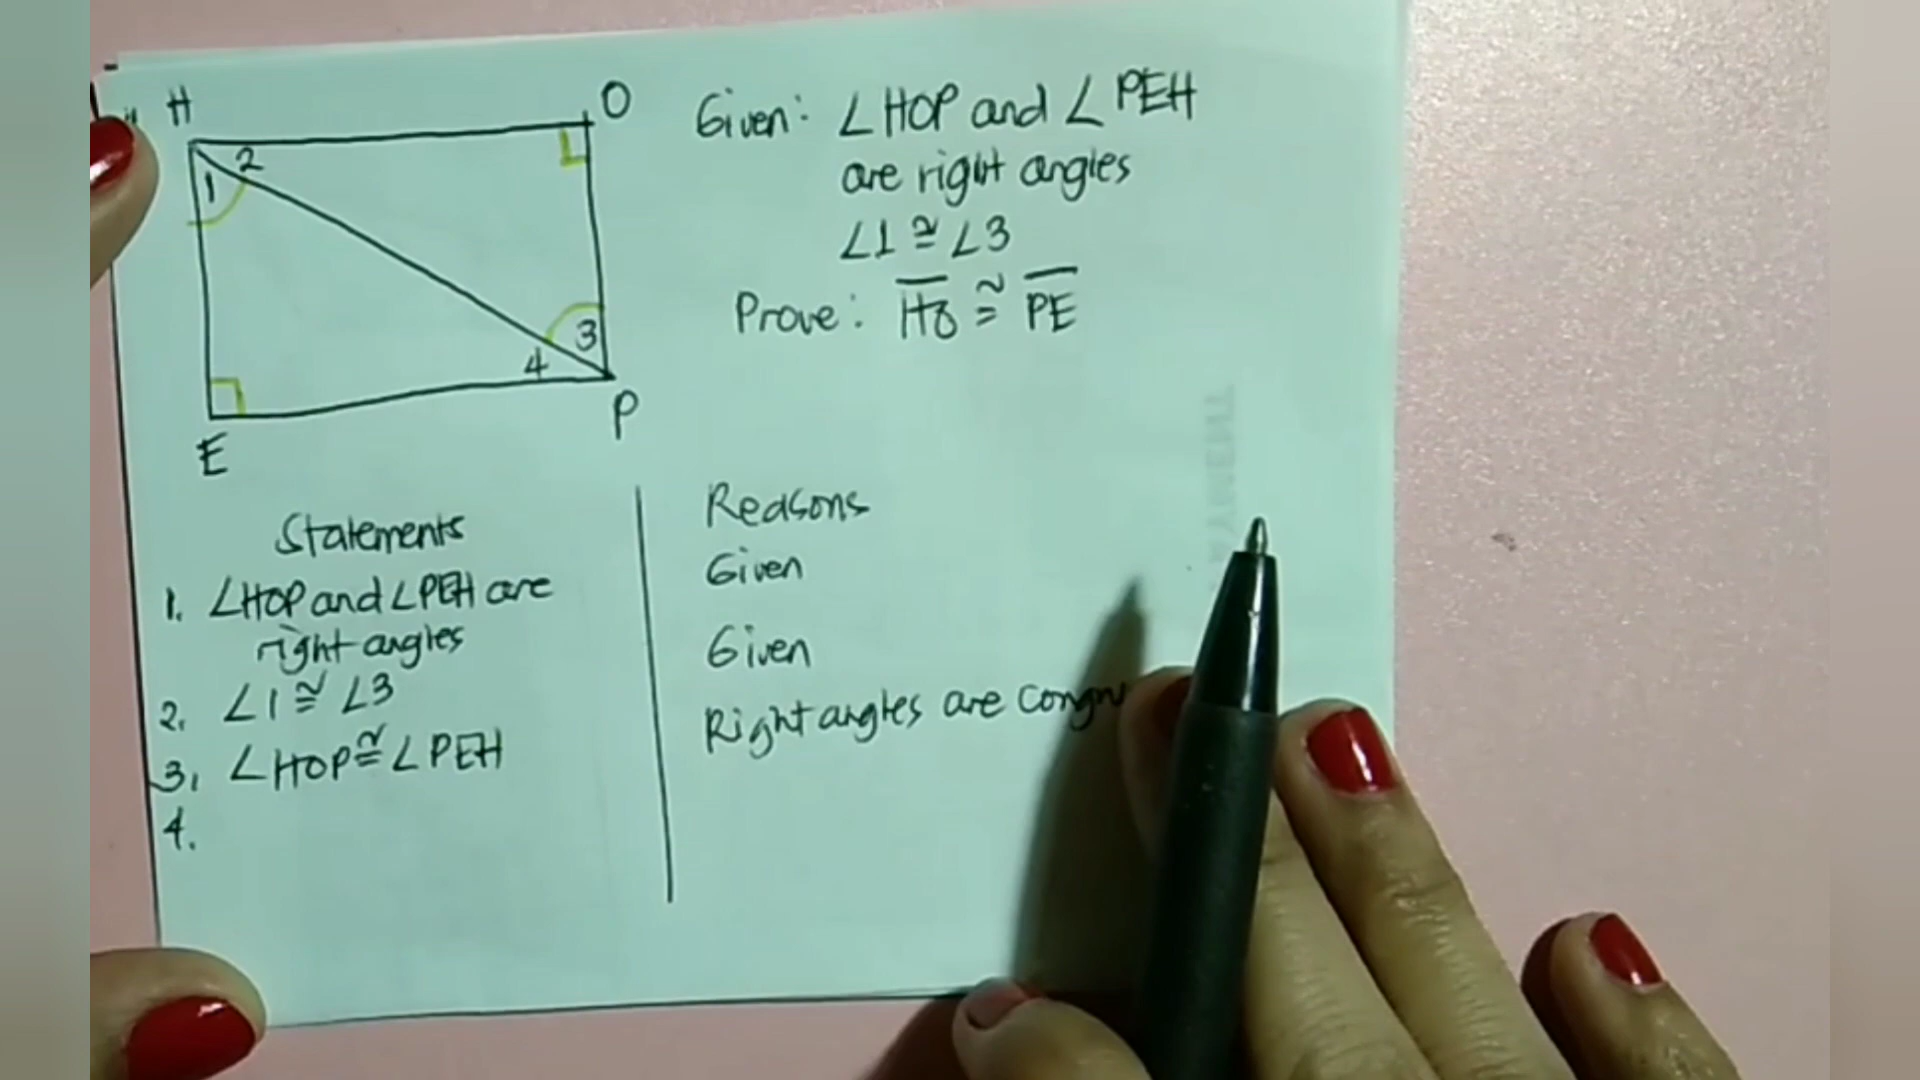 H
O
1
2
3
4
E
P
Given: ∠HOP and ∠PEH
are right angles
∠1 ≅ ∠3
Prove: HO ≅ PE
Statements
1. ∠HOP and ∠PEH are
right angles
2. ∠1 ≅ ∠3
3. ∠HOP ≅ ∠PEH
4.
Reasons
Given
Given
Right angles are